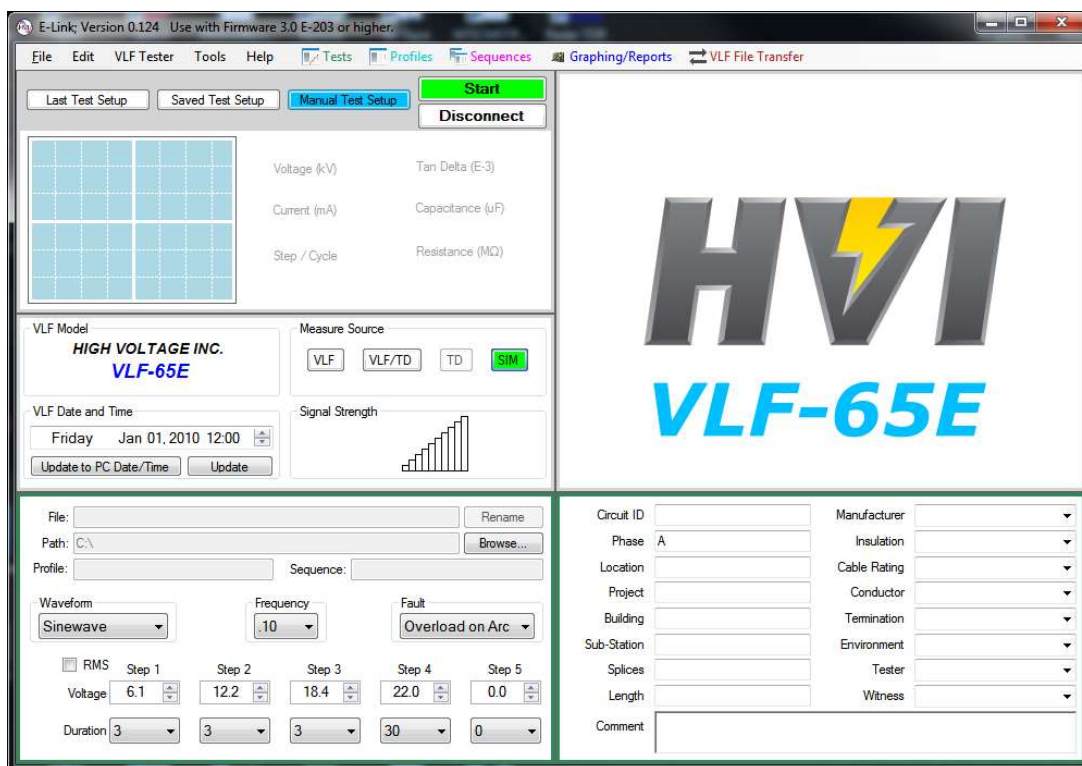 E-Link; Version 0.124 Use with Firmware 3.0 E-203 or higher.
File Edit VLF Tester Tools Help Tests Profiles Sequences Graphing/Reports VLF File Transfer
Last Test Setup Saved Test Setup Manual Test Setup Start
Disconnect
Voltage (kV) Tan Delta (E-3)
Current (mA) Capacitance (uF)
Step / Cycle Resistance (MΩ)
HVI
VLF-65E
VLF Model
HIGH VOLTAGE INC.
VLF-65E
Measure Source
VLF VLF/TD TD SIM
VLF Date and Time
Friday Jan 01, 2010 12:00
Update to PC Date/Time Update
Signal Strength
File: Rename
Path: C:\ Browse...
Profile: Sequence:
Waveform Frequency Fault
Sinewave .10 Overload on Arc
RMS Step 1 Step 2 Step 3 Step 4 Step 5
Voltage 6.1 12.2 18.4 22.0 0.0
Duration 3 3 3 30 0
Circuit ID Manufacturer
Phase A Insulation
Location Cable Rating
Project Conductor
Building Termination
Sub-Station Environment
Splices Tester
Length Witness
Comment